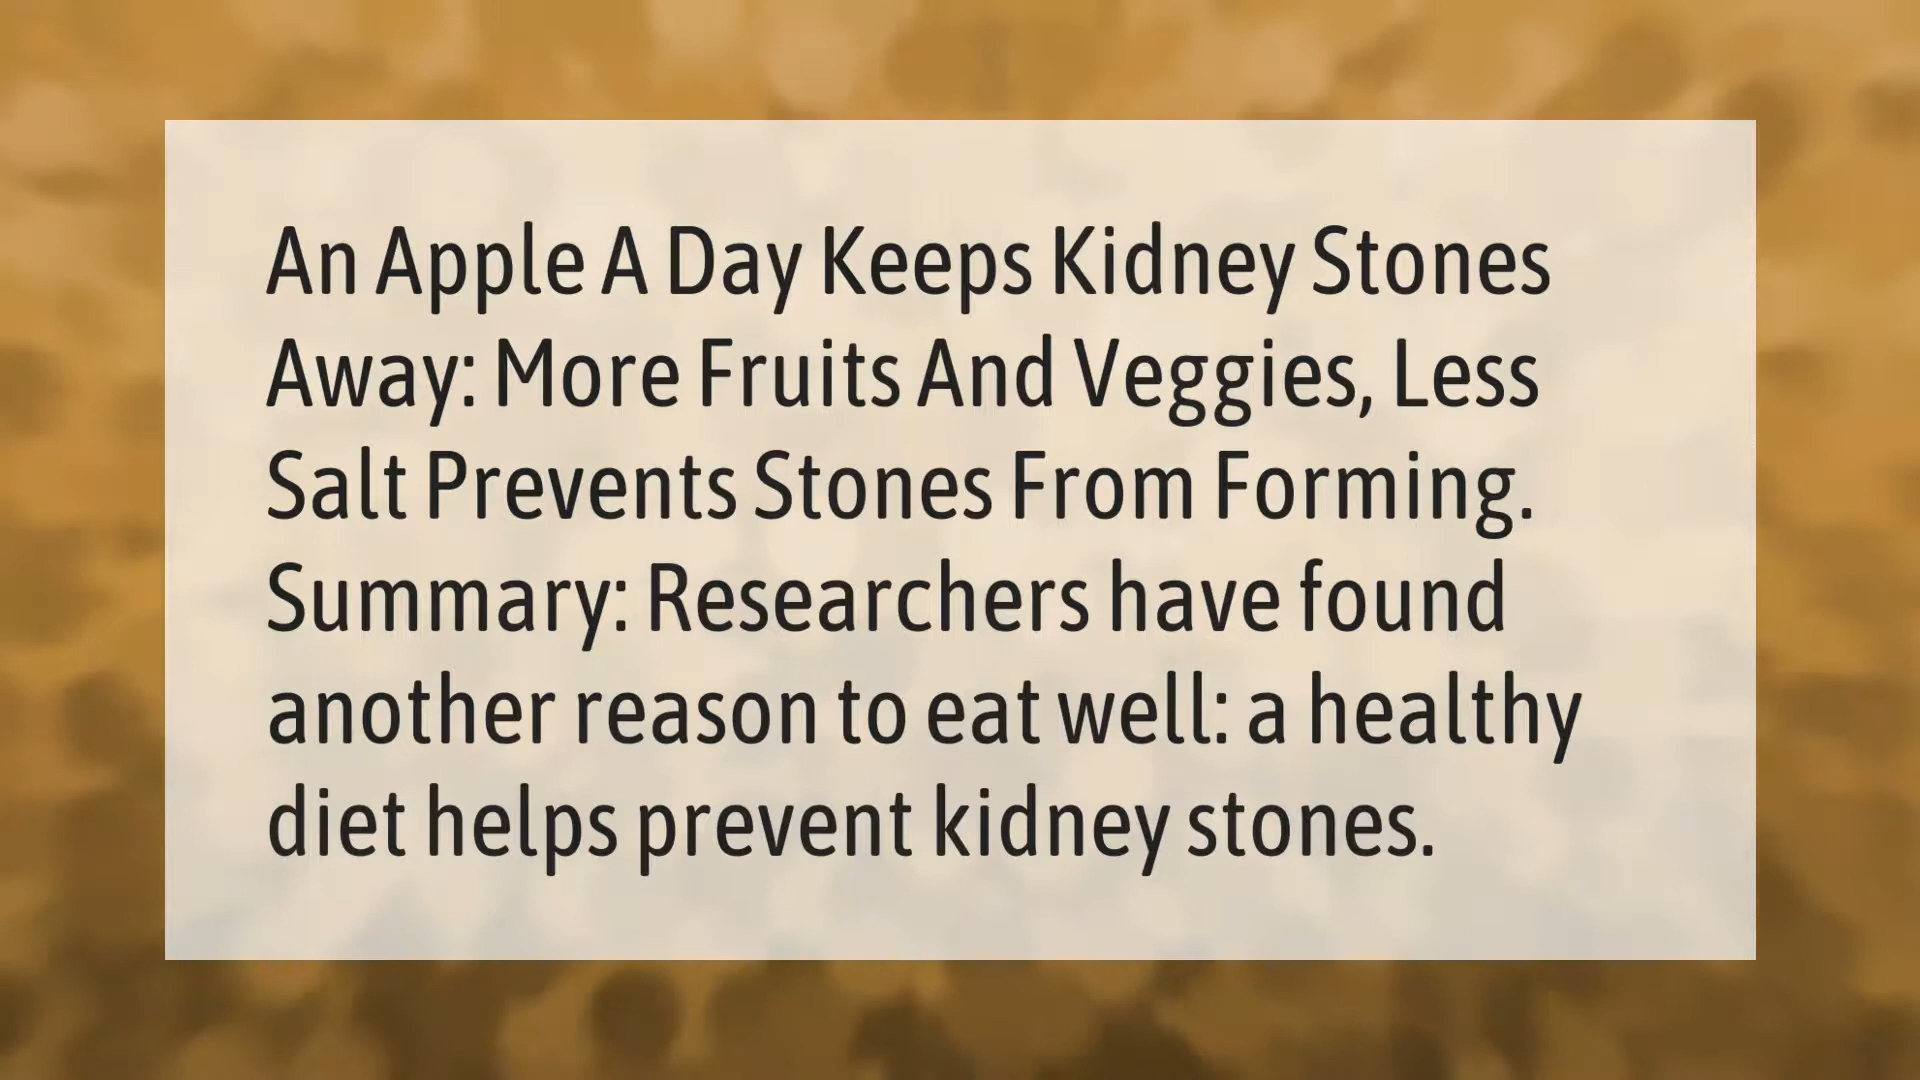 An Apple A Day Keeps Kidney Stones
Away: More Fruits And Veggies, Less
Salt Prevents Stones From Forming.
Summary: Researchers have found
another reason to eat well: a healthy
diet helps prevent kidney stones.